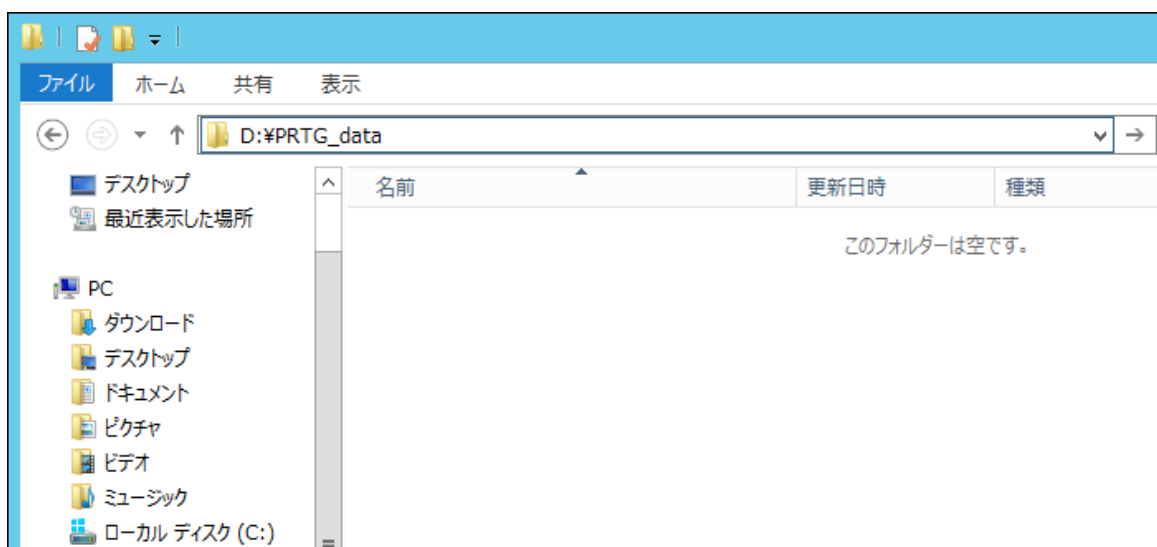 ファイル ホーム 共有 表示
D:¥PRTG_data
デスクトップ
最近表示した場所
PC
ダウンロード
デスクトップ
ドキュメント
ピクチャ
ビデオ
ミュージック
ローカル ディスク (C:)
名前 更新日時 種類
このフォルダーは空です。